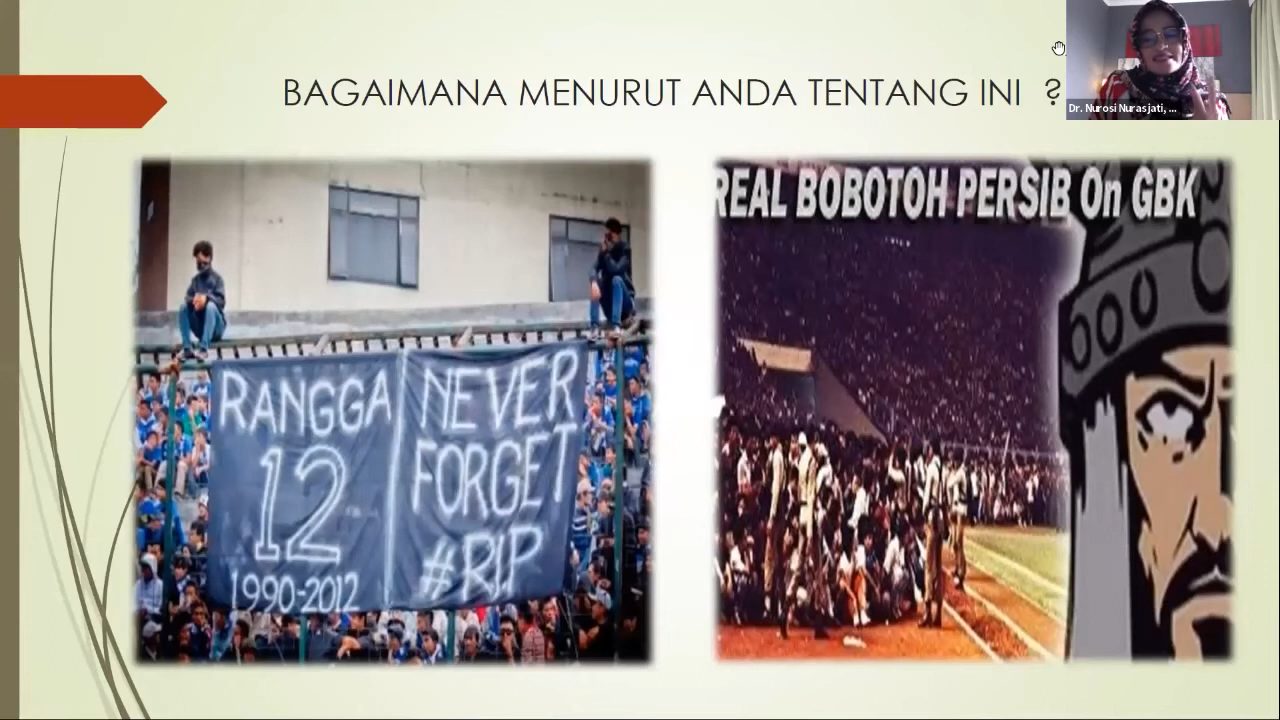 BAGAIMANA MENURUT ANDA TENTANG INI ?
Dr. Nurosi Nurasjati, ...
RANGGA
12
1990-2012
NEVER
FORGET
#RIP
REAL BOBOTOH PERSIB On GBK